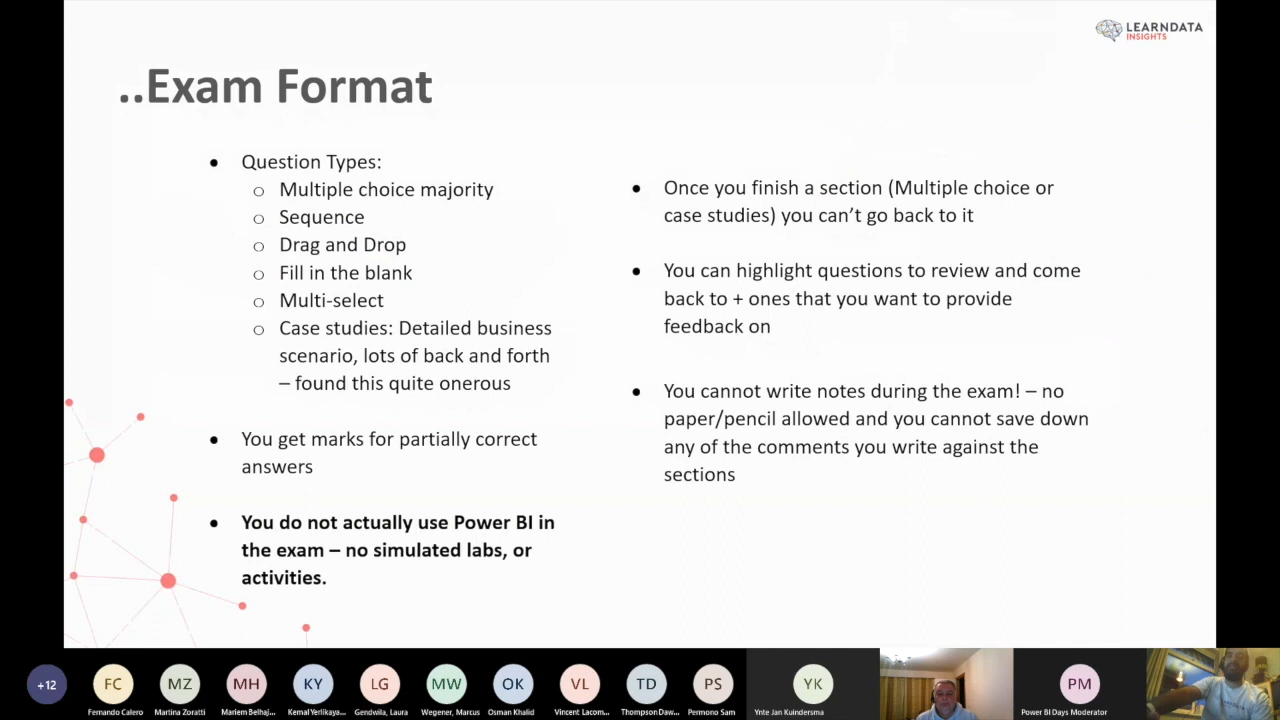 LEARNDATA
INSIGHTS
..Exam Format
● Question Types:
o Multiple choice majority
o Sequence
o Drag and Drop
o Fill in the blank
o Multi-select
o Case studies: Detailed business
scenario, lots of back and forth
– found this quite onerous
● You get marks for partially correct
answers
● You do not actually use Power BI in
the exam – no simulated labs, or
activities.
● Once you finish a section (Multiple choice or
case studies) you can’t go back to it
● You can highlight questions to review and come
back to + ones that you want to provide
feedback on
● You cannot write notes during the exam! – no
paper/pencil allowed and you cannot save down
any of the comments you write against the
sections
+12
FC
MZ
MH
KY
LG
MW
OK
VL
TD
PS
YK
PM
Fernando Calero
Martina Zoratti
Mariem Belhaj...
Kemal Yerlikaya...
Gendwila, Laura
Wegener, Marcus
Osman Khalid
Vincent Lacom...
Thompson Daw...
Permono Sam
Ynte Jan Kuindersma
Power BI Days Moderator